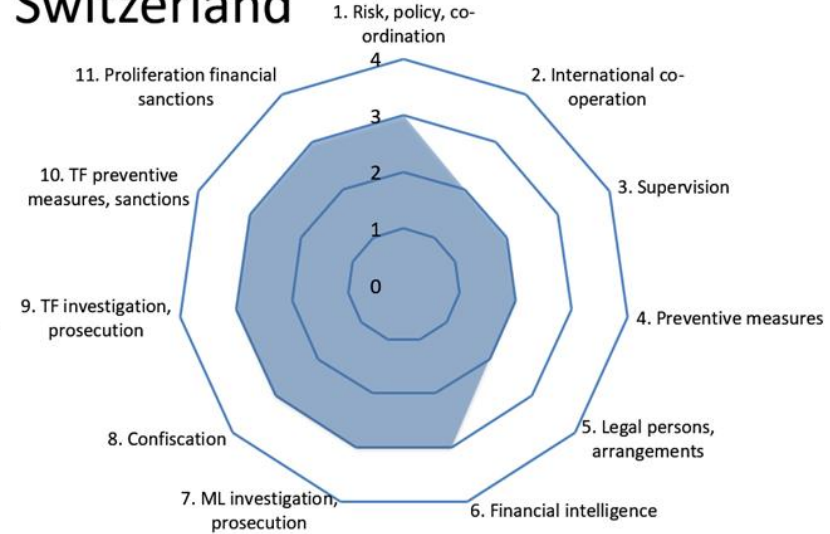 Switzerland
1. Risk, policy, co-
ordination
2. International co-
operation
3. Supervision
4. Preventive measures
5. Legal persons,
arrangements
6. Financial intelligence
7. ML investigation,
prosecution
8. Confiscation
9. TF investigation,
prosecution
10. TF preventive
measures, sanctions
11. Proliferation financial
sanctions
4
3
2
1
0